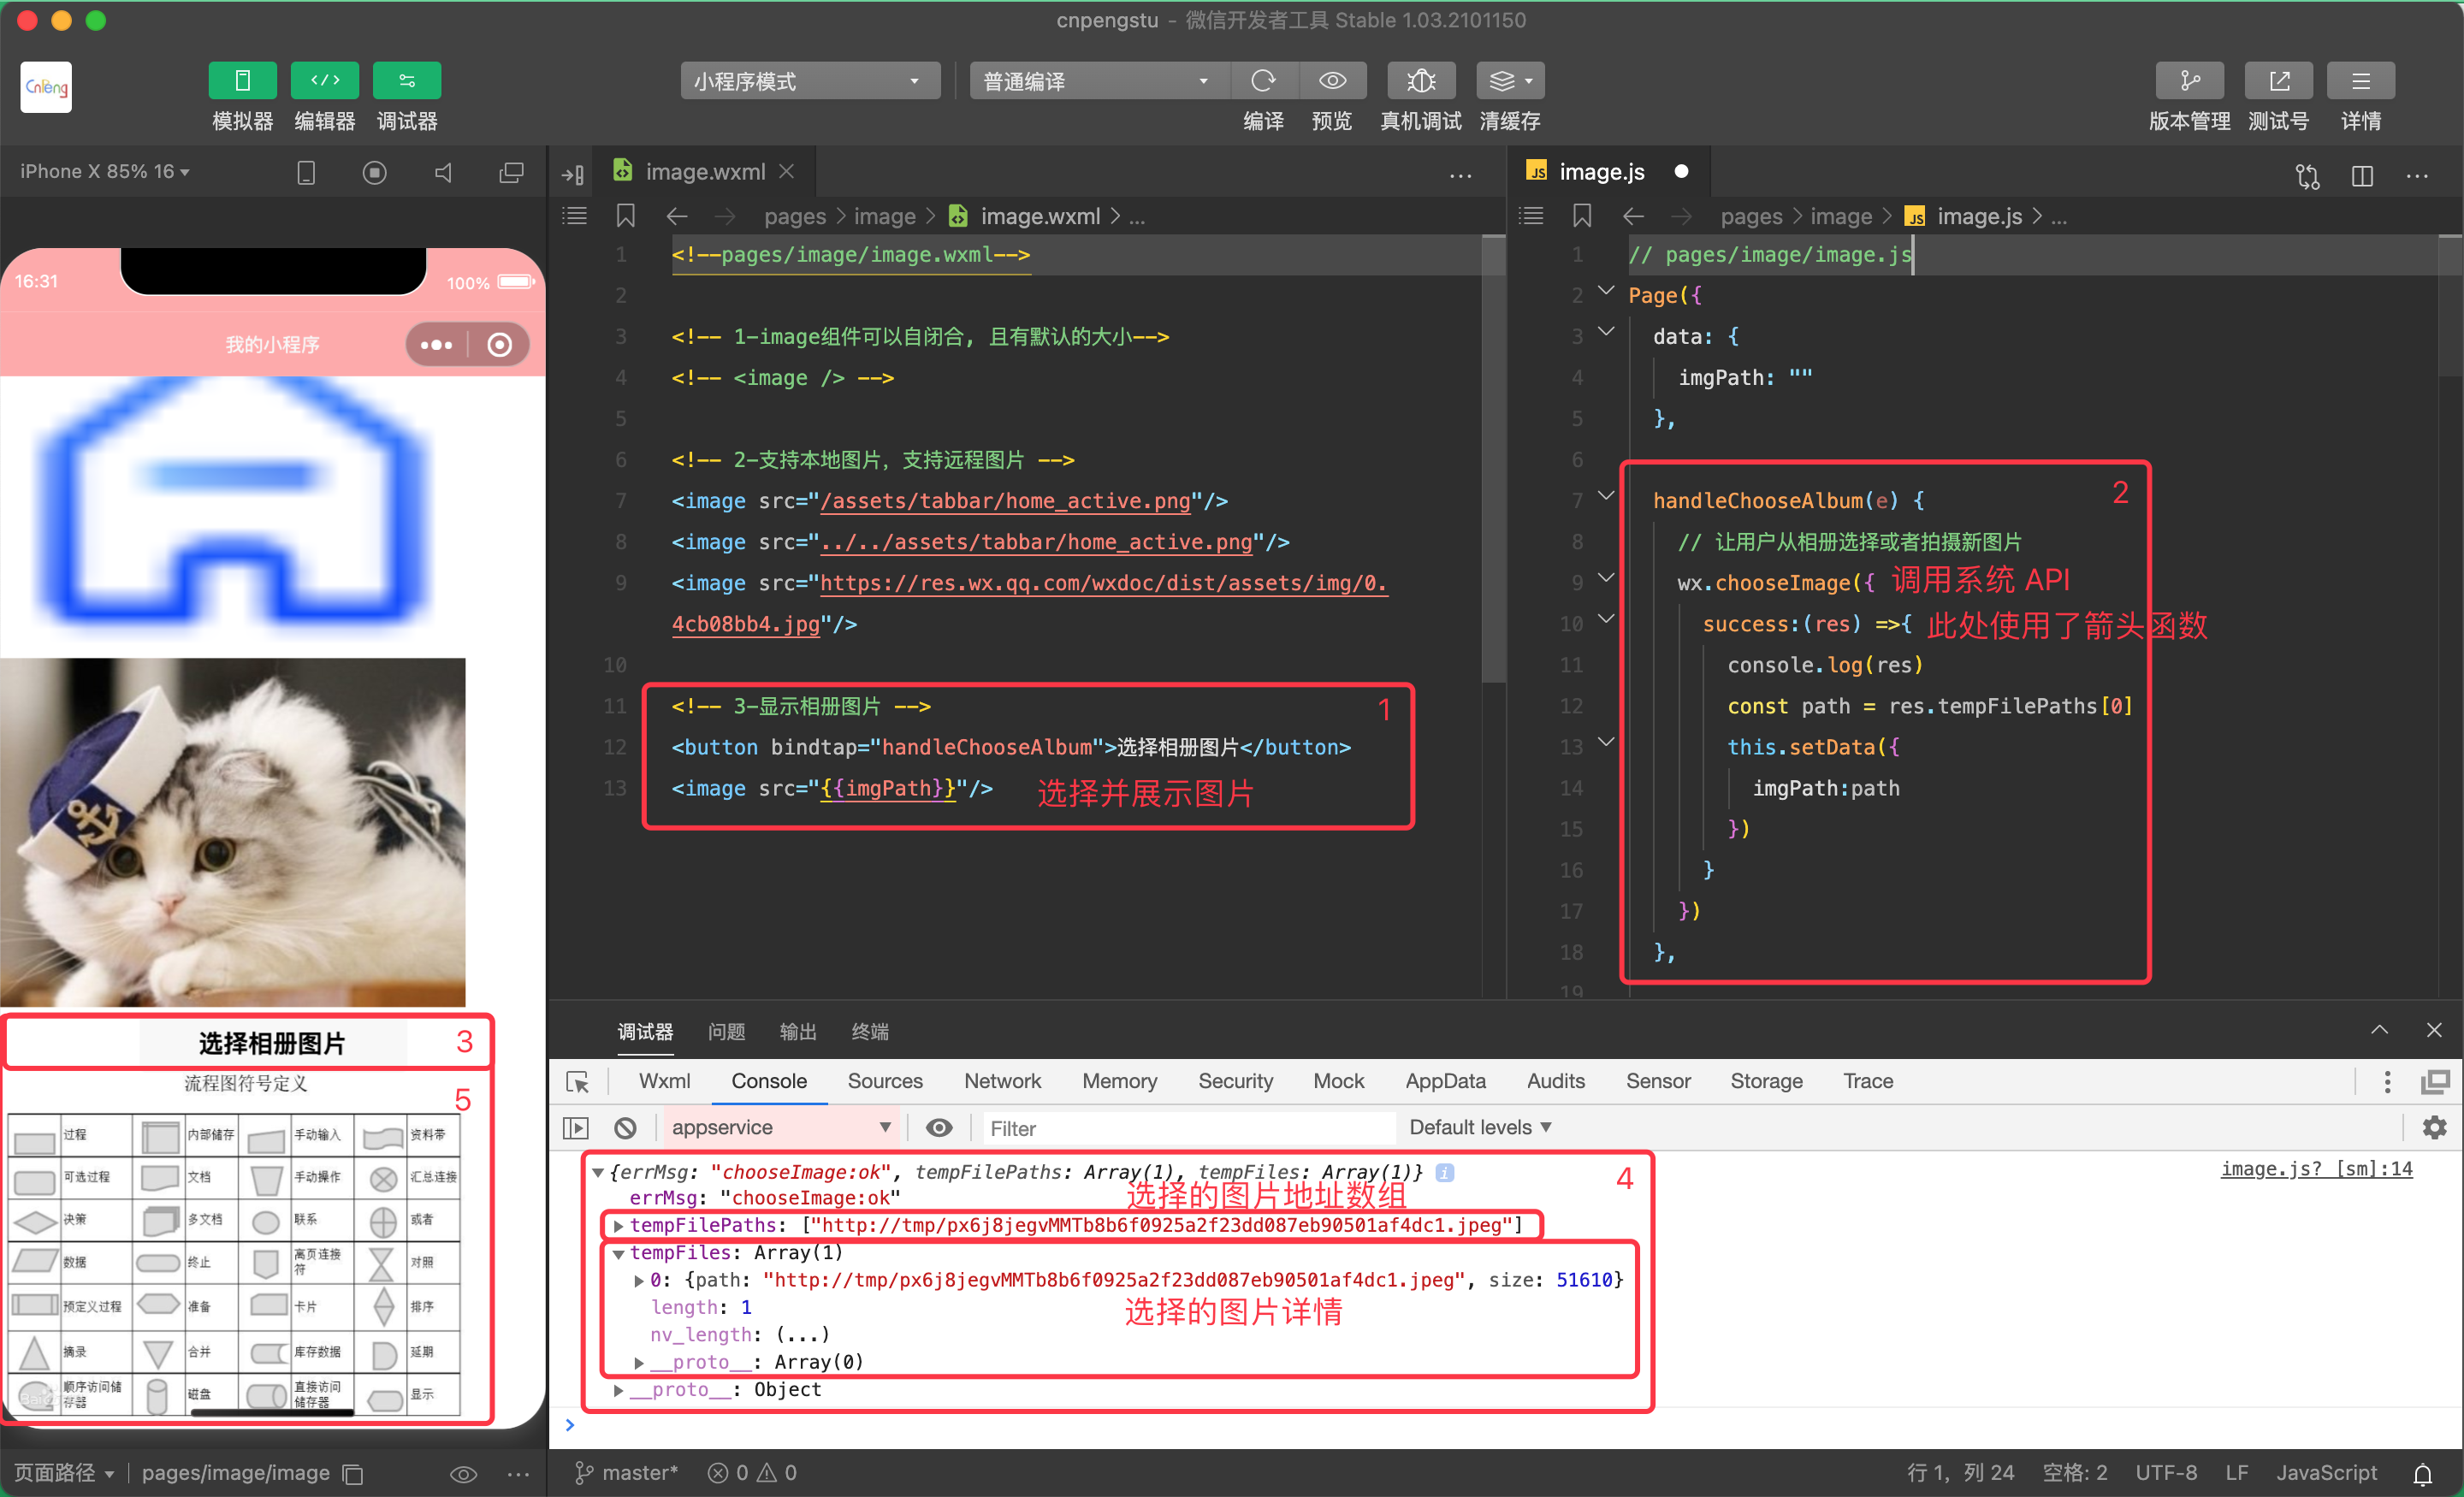 cnpengstu – 微信开发者工具 Stable 1.03.2101150
CnPeng
模拟器 编辑器 调试器
小程序模式
普通编译
编译 预览 真机调试 清缓存
版本管理 测试号 详情
iPhone X 85% 16
16:31
100%
我的小程序
选择相册图片
3
流程图符号定义
5
过程 内部储存 手动输入 资料带
可选过程 文档 手动操作 汇总连接
决策 多文档 联系 或者
数据 终止 离页连接符 对照
预定义过程 准备 卡片 排序
摘录 合并 库存数据 延期
顺序访问储存器 磁盘 直接访问储存器 显示
页面路径 pages/image/image
image.wxml
pages > image > image.wxml > ...
1 <!--pages/image/image.wxml-->
2
3 <!-- 1-image组件可以自闭合, 且有默认的大小-->
4 <!-- <image /> -->
5
6 <!-- 2-支持本地图片, 支持远程图片 -->
7 <image src="/assets/tabbar/home_active.png"/>
8 <image src="../../assets/tabbar/home_active.png"/>
9 <image src="https://res.wx.qq.com/wxdoc/dist/assets/img/0.
4cb08bb4.jpg"/>
10
11 <!-- 3-显示相册图片 -->
1
12 <button bindtap="handleChooseAlbum">选择相册图片</button>
13 <image src="{{imgPath}}"/>
选择并展示图片
JS image.js
pages > image > JS image.js > ...
1 // pages/image/image.js
2 Page({
3 data: {
4 imgPath: ""
5 },
6
7 handleChooseAlbum(e) {
2
8 // 让用户从相册选择或者拍摄新图片
9 wx.chooseImage({ 调用系统 API
10 success:(res) =>{ 此处使用了箭头函数
11 console.log(res)
12 const path = res.tempFilePaths[0]
13 this.setData({
14 imgPath:path
15 })
16 }
17 })
18 },
19
调试器 问题 输出 终端
Wxml Console Sources Network Memory Security Mock AppData Audits Sensor Storage Trace
appservice Filter Default levels
{errMsg: "chooseImage:ok", tempFilePaths: Array(1), tempFiles: Array(1)}
4
image.js? [sm]:14
errMsg: "chooseImage:ok"
选择的图片地址数组
tempFilePaths: ["http://tmp/px6j8jegvMMTb8b6f0925a2f23dd087eb90501af4dc1.jpeg"]
tempFiles: Array(1)
0: {path: "http://tmp/px6j8jegvMMTb8b6f0925a2f23dd087eb90501af4dc1.jpeg", size: 51610}
length: 1
选择的图片详情
nv_length: (...)
__proto__: Array(0)
__proto__: Object
master* 0 0
行 1，列 24 空格: 2 UTF-8 LF JavaScript